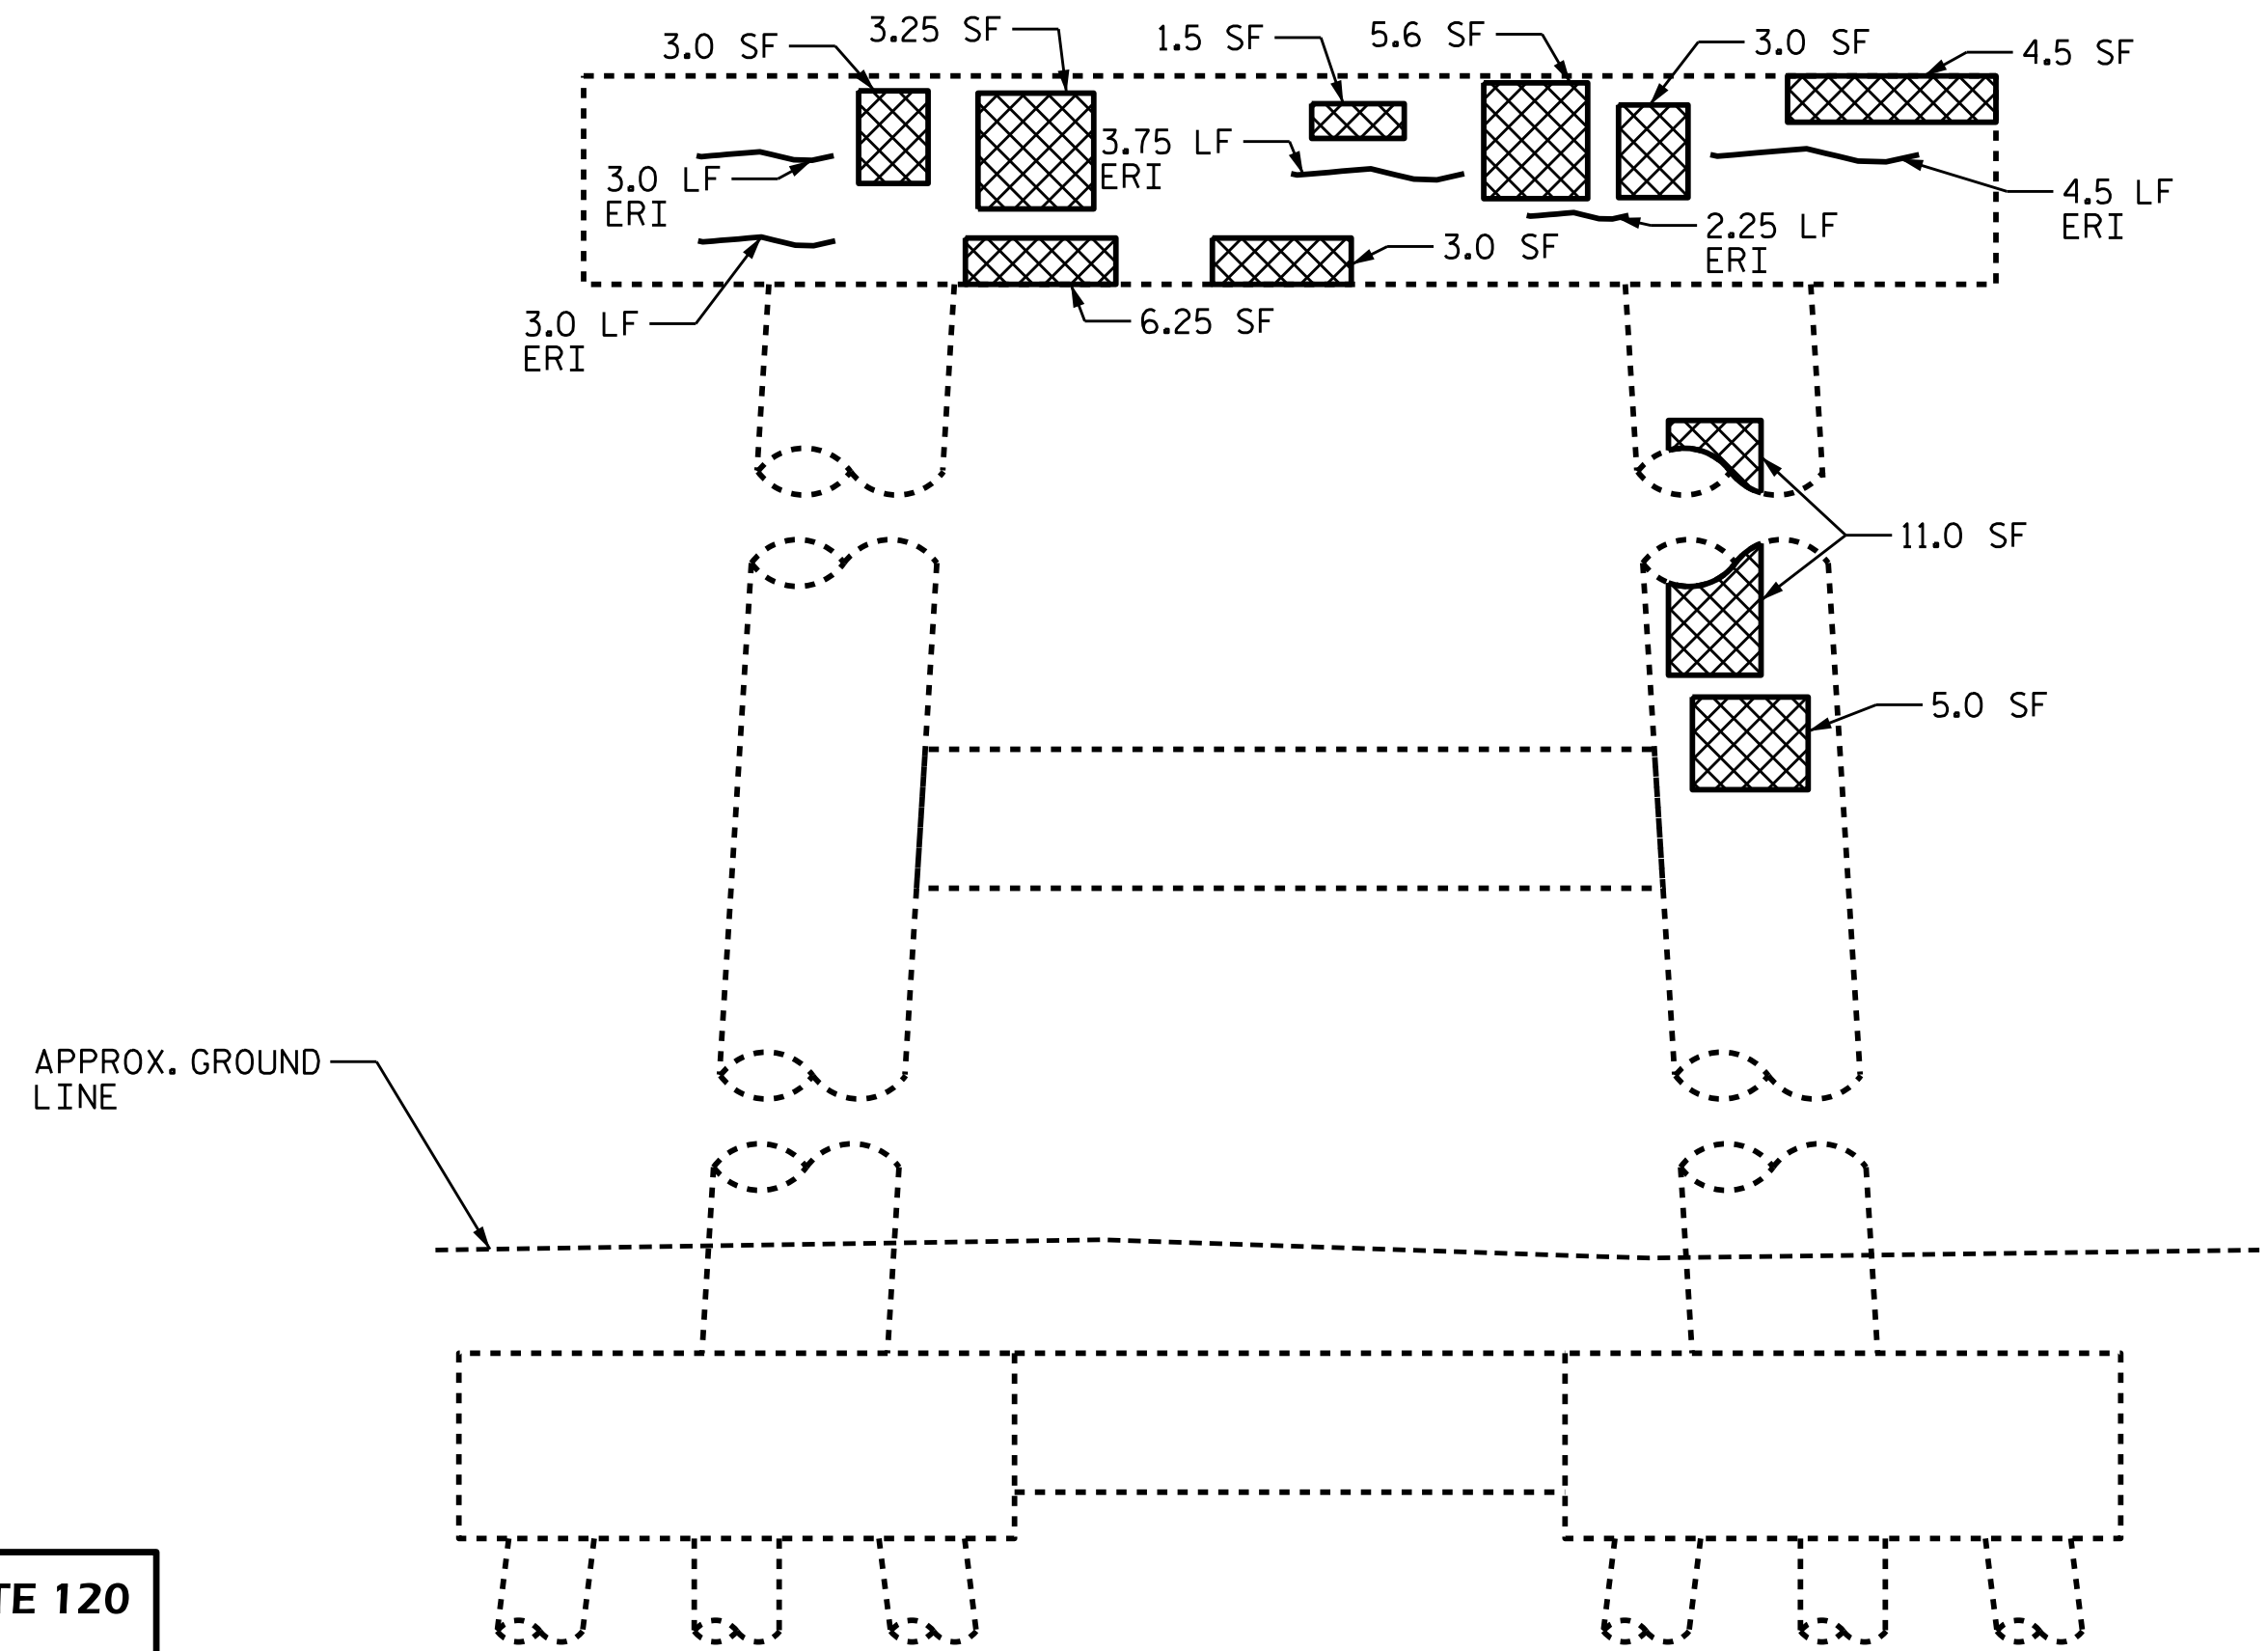 3.0 SF
3.25 SF
1.5 SF
5.6 SF
3.0 SF
4.5 SF
3.0 LF
ERI
3.75 LF
ERI
4.5 LF
ERI
2.25 LF
ERI
3.0 SF
3.0 LF
ERI
6.25 SF
11.0 SF
5.0 SF
APPROX. GROUND
LINE
TE 120